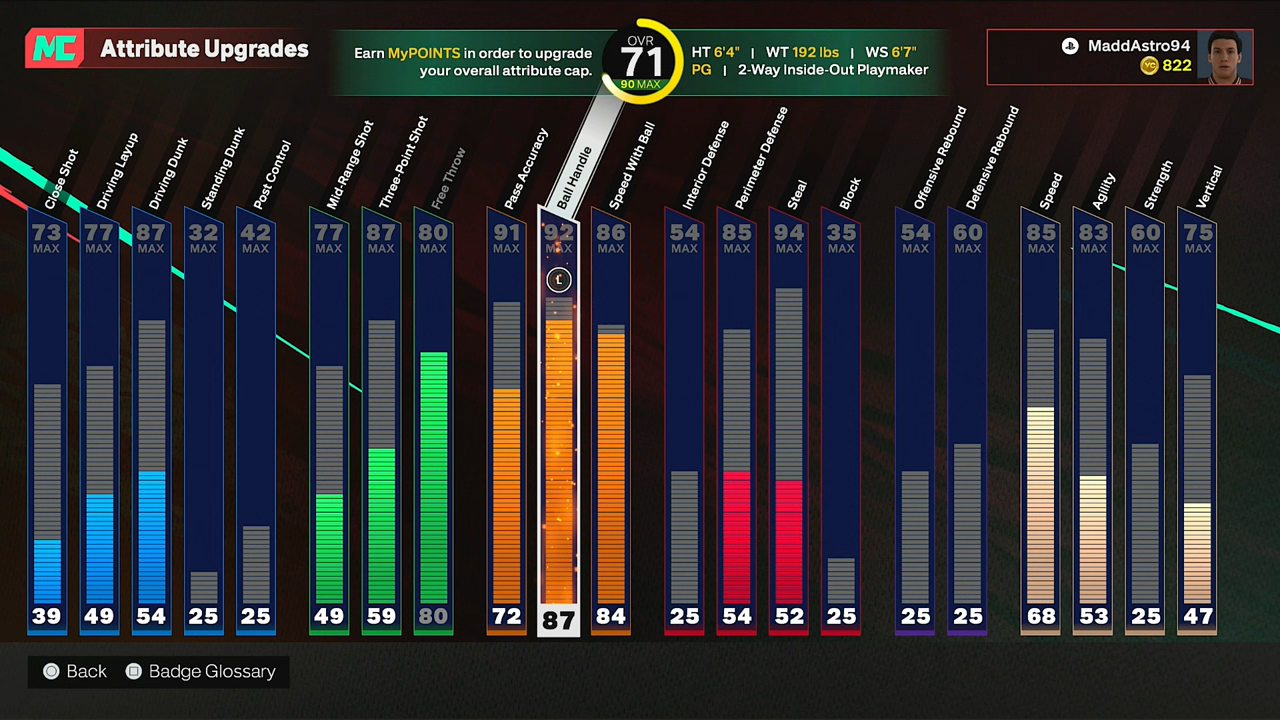 MC Attribute Upgrades
Earn MyPOINTS in order to upgrade
your overall attribute cap.
OVR
71
90 MAX
HT 6'4" | WT 192 lbs | WS 6'7"
PG | 2-Way Inside-Out Playmaker
MaddAstro94
VC 822
Close Shot
Driving Layup
Driving Dunk
Standing Dunk
Post Control
Mid-Range Shot
Three-Point Shot
Free Throw
Pass Accuracy
Ball Handle
Speed With Ball
Interior Defense
Perimeter Defense
Steal
Block
Offensive Rebound
Defensive Rebound
Speed
Agility
Strength
Vertical
73 77 87 32 42 77 87 80 91 92 86 54 85 94 35 54 60 85 83 60 75
MAX MAX MAX MAX MAX MAX MAX MAX MAX MAX MAX MAX MAX MAX MAX MAX MAX MAX MAX MAX MAX
L
39 49 54 25 25 49 59 80 72 87 84 25 54 52 25 25 25 68 53 25 47
Back Badge Glossary